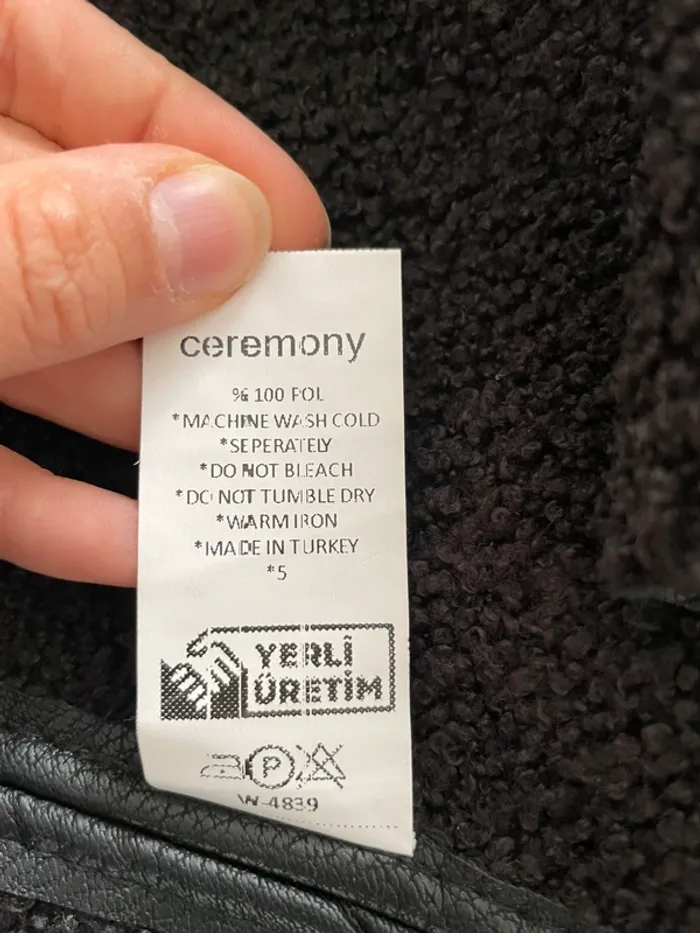 ceremony
% 100 POL
*MACHINE WASH COLD
*SEPERATELY
*DO NOT BLEACH
*DO NOT TUMBLE DRY
*WARM IRON
*MADE IN TURKEY
*5
YERLİ
ÜRETİM
P
W-4839